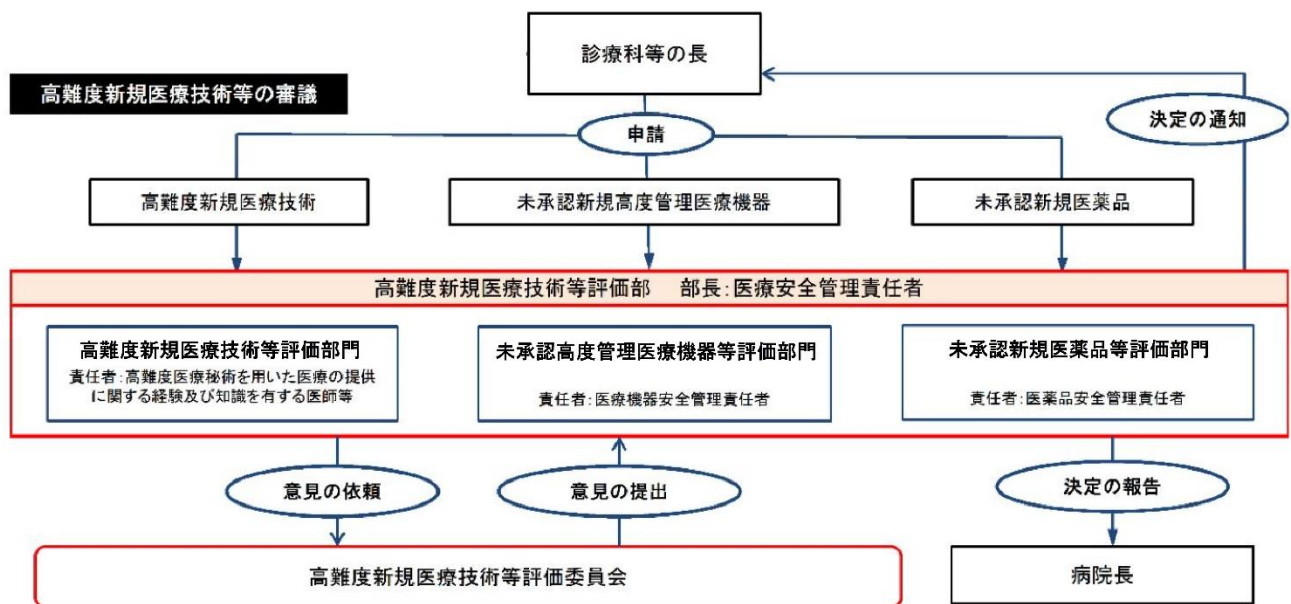 診療科等の長
高難度新規医療技術等の審議
決定の通知
申請
高難度新規医療技術
未承認新規高度管理医療機器
未承認新規医薬品
高難度新規医療技術等評価部 部長:医療安全管理責任者
高難度新規医療技術等評価部門
責任者:高難度医療秘術を用いた医療の提供
に関する経験及び知識を有する医師等
未承認高度管理医療機器等評価部門
責任者:医療機器安全管理責任者
未承認新規医薬品等評価部門
責任者:医薬品安全管理責任者
意見の依頼
意見の提出
決定の報告
高難度新規医療技術等評価委員会
病院長